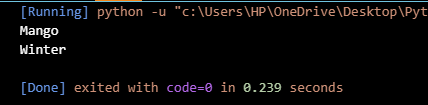 [Running] python -u "c:\Users\HP\OneDrive\Desktop\Pyt
Mango
Winter
[Done] exited with code=0 in 0.239 seconds